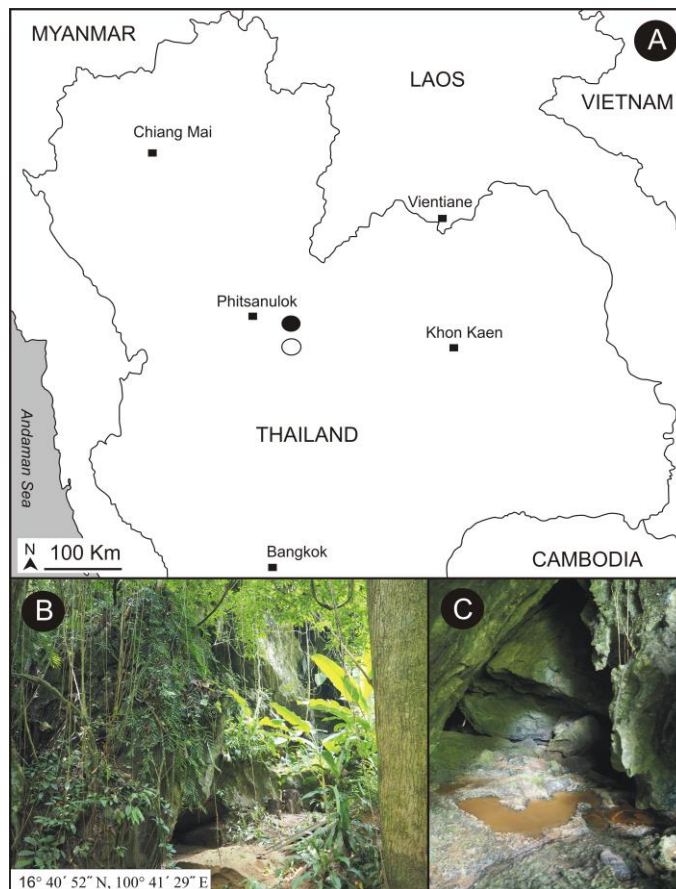 MYANMAR
A
LAOS
VIETNAM
Chiang Mai
Vientiane
Phitsanulok
Khon Kaen
THAILAND
Andaman Sea
N
100 Km
Bangkok
CAMBODIA
B
C
16° 40´ 52˝ N, 100° 41´ 29˝ E